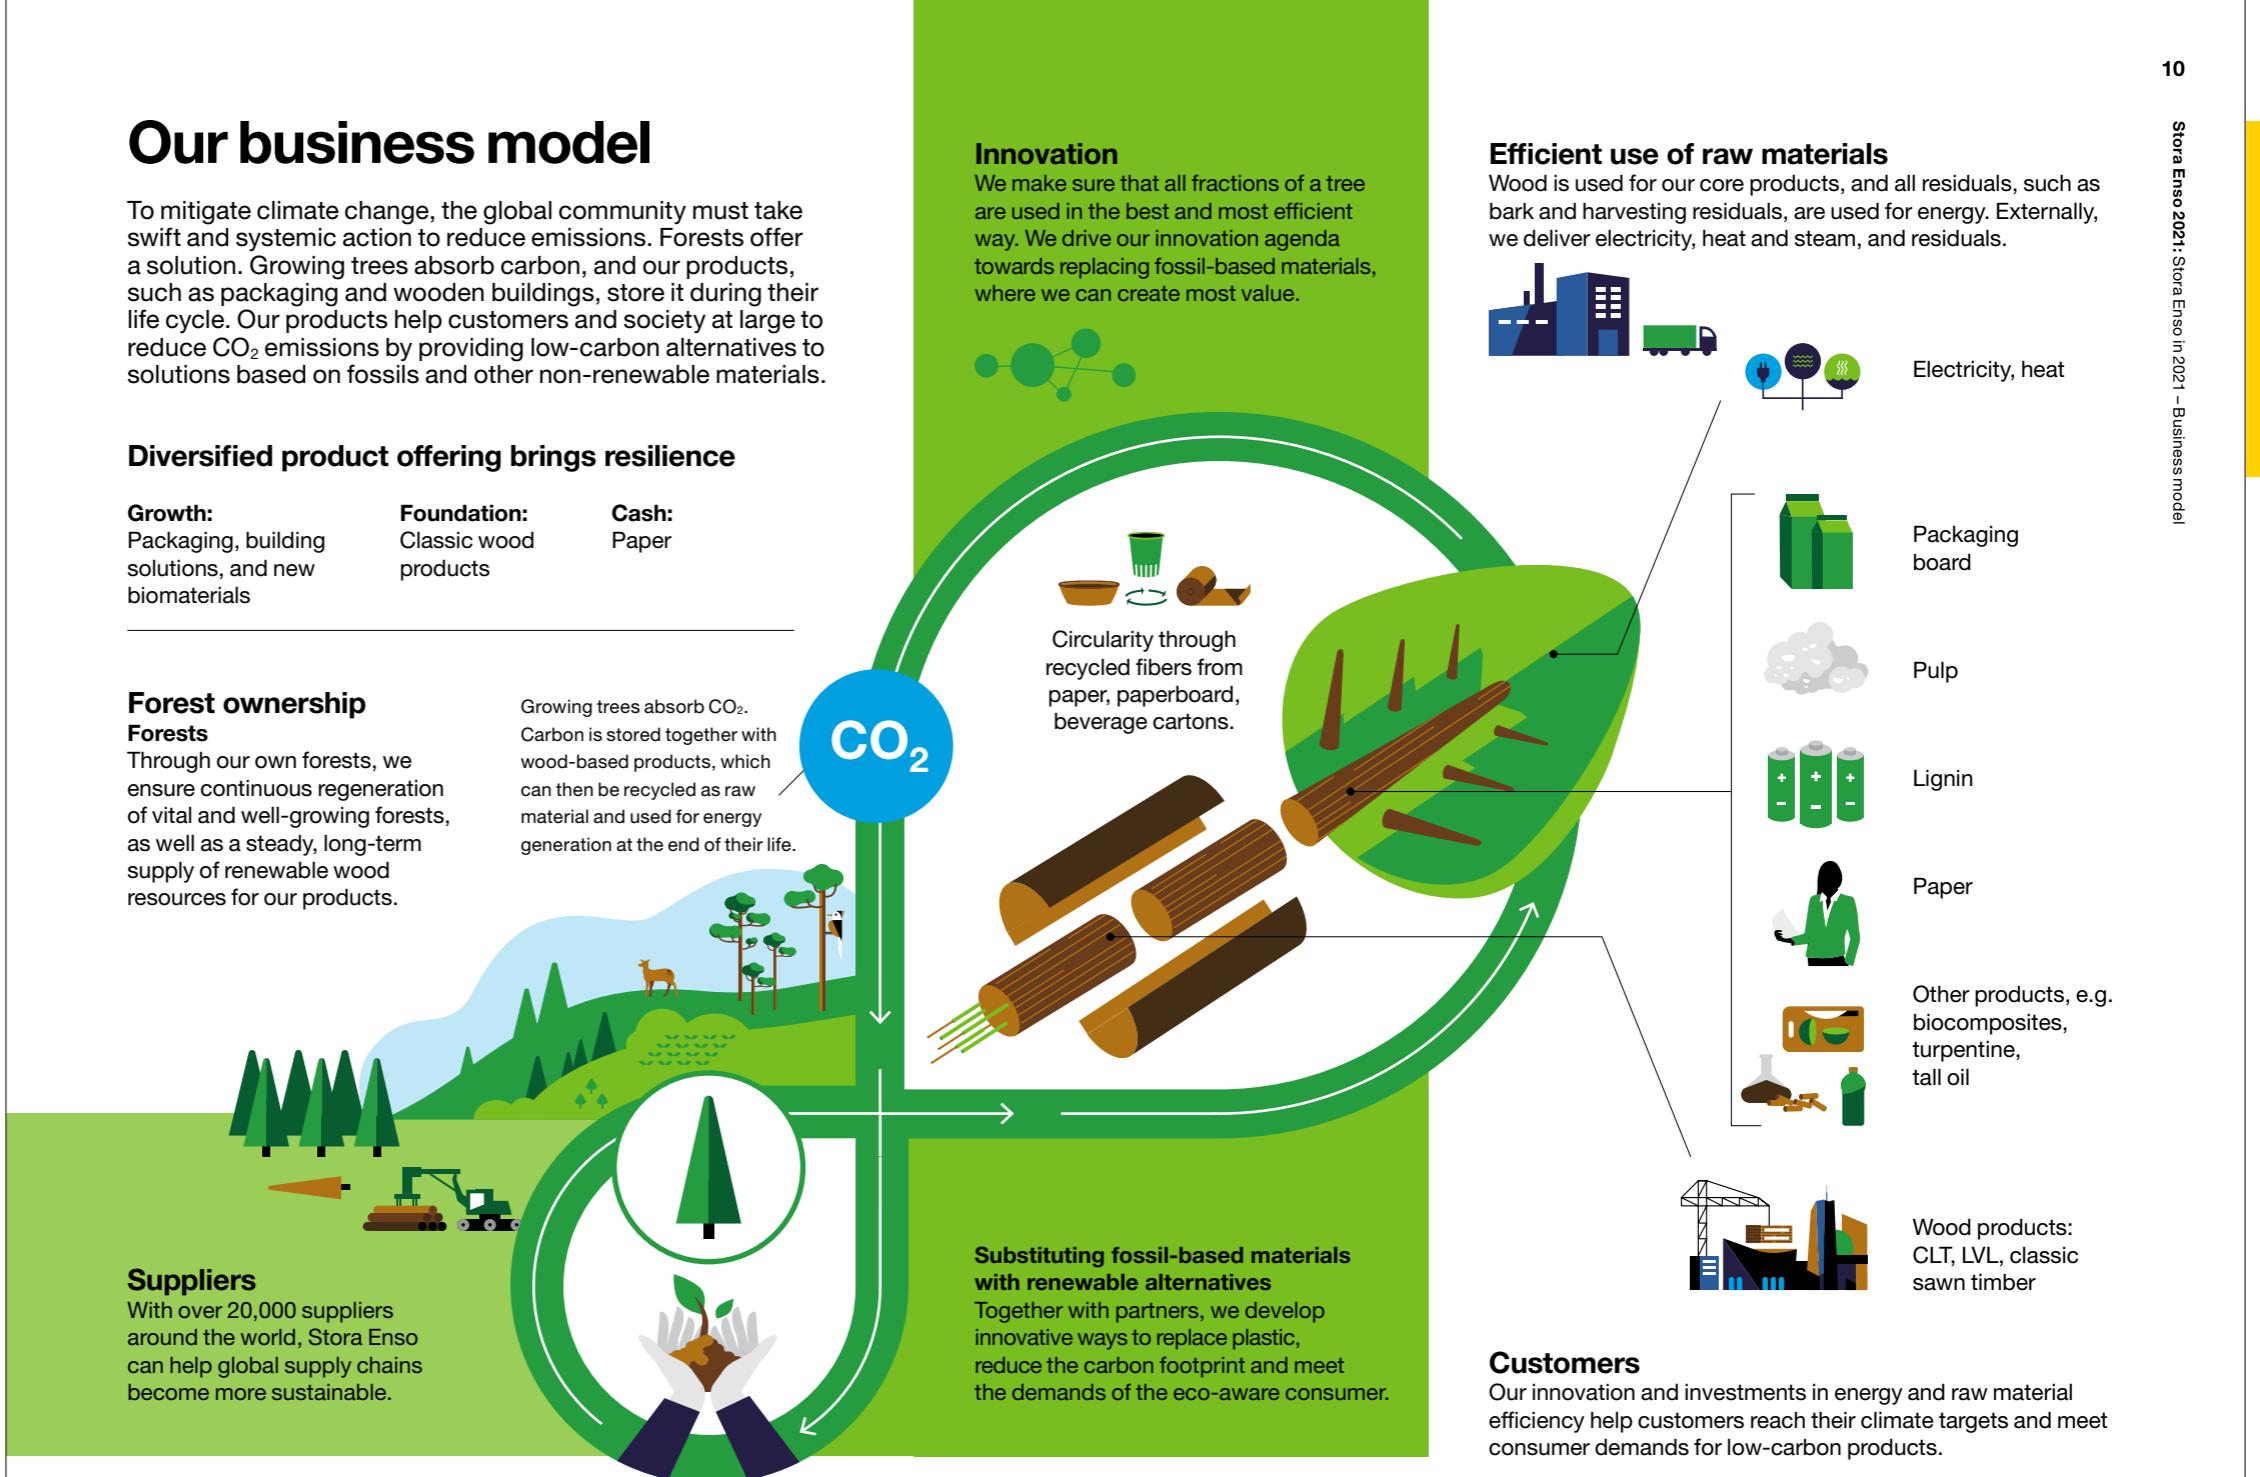 Our business model
To mitigate climate change, the global community must take
swift and systemic action to reduce emissions. Forests offer
a solution. Growing trees absorb carbon, and our products,
such as packaging and wooden buildings, store it during their
life cycle. Our products help customers and society at large to
reduce CO₂ emissions by providing low-carbon alternatives to
solutions based on fossils and other non-renewable materials.
Diversified product offering brings resilience
Growth:
Packaging, building
solutions, and new
biomaterials
Foundation:
Classic wood
products
Cash:
Paper
Forest ownership
Forests
Through our own forests, we
ensure continuous regeneration
of vital and well-growing forests,
as well as a steady, long-term
supply of renewable wood
resources for our products.
Growing trees absorb CO₂.
Carbon is stored together with
wood-based products, which
can then be recycled as raw
material and used for energy
generation at the end of their life.
CO₂
Suppliers
With over 20,000 suppliers
around the world, Stora Enso
can help global supply chains
become more sustainable.
Innovation
We make sure that all fractions of a tree
are used in the best and most efficient
way. We drive our innovation agenda
towards replacing fossil-based materials,
where we can create most value.
Circularity through
recycled fibers from
paper, paperboard,
beverage cartons.
Substituting fossil-based materials
with renewable alternatives
Together with partners, we develop
innovative ways to replace plastic,
reduce the carbon footprint and meet
the demands of the eco-aware consumer.
Efficient use of raw materials
Wood is used for our core products, and all residuals, such as
bark and harvesting residuals, are used for energy. Externally,
we deliver electricity, heat and steam, and residuals.
Electricity, heat
Packaging
board
Pulp
Lignin
Paper
Other products, e.g.
biocomposites,
turpentine,
tall oil
Wood products:
CLT, LVL, classic
sawn timber
Customers
Our innovation and investments in energy and raw material
efficiency help customers reach their climate targets and meet
consumer demands for low-carbon products.
10
Stora Enso 2021: Stora Enso in 2021 – Business model